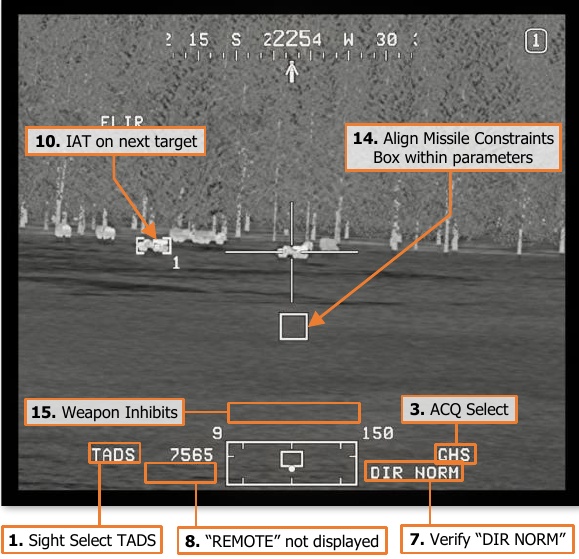 2 15 S 22254 W 30 3
1
FLIR
10. IAT on next target
14. Align Missile Constraints
Box within parameters
1
15. Weapon Inhibits
3. ACQ Select
9
150
TADS
7565
GHS
DIR NORM
1. Sight Select TADS
8. “REMOTE” not displayed
7. Verify “DIR NORM”